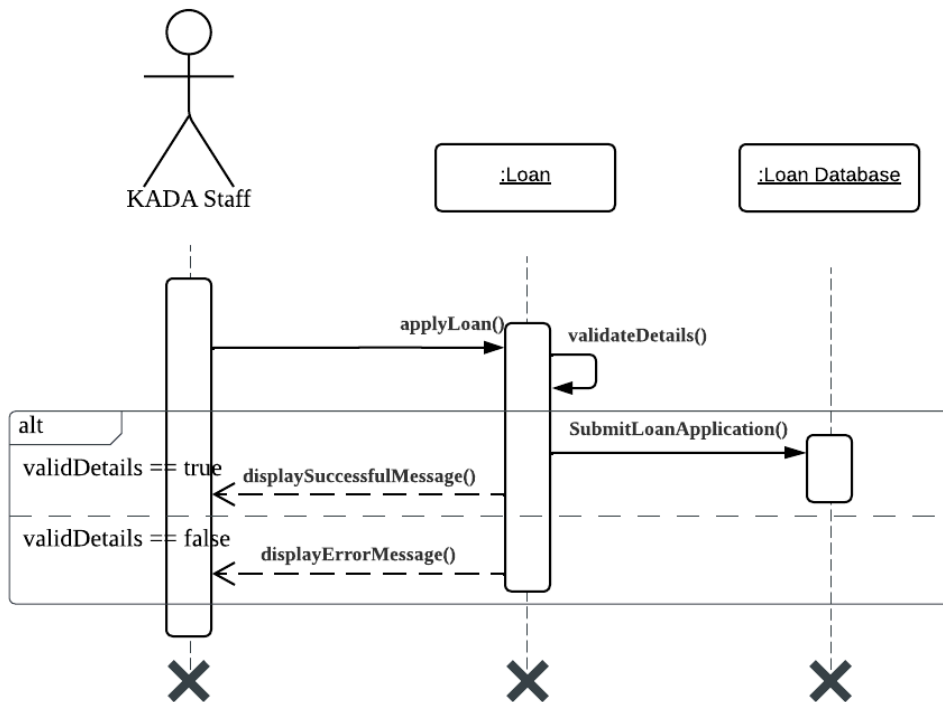 KADA Staff
:Loan
:Loan Database
applyLoan()
validateDetails()
alt
SubmitLoanApplication()
validDetails == true
displaySuccessfulMessage()
validDetails == false
displayErrorMessage()